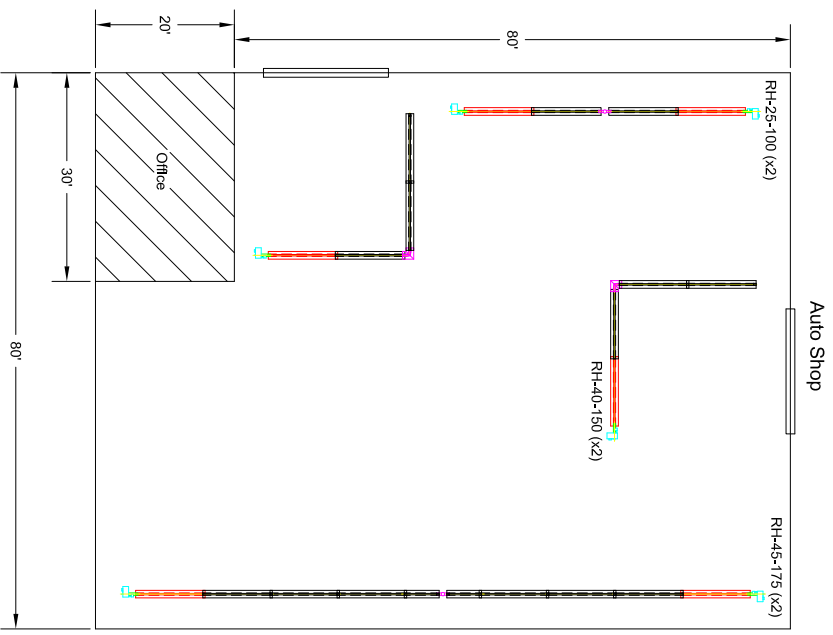 Auto Shop
20'
80'
RH-25-100 (x2)
30'
Office
RH-40-150 (x2)
80'
RH-45-175 (x2)